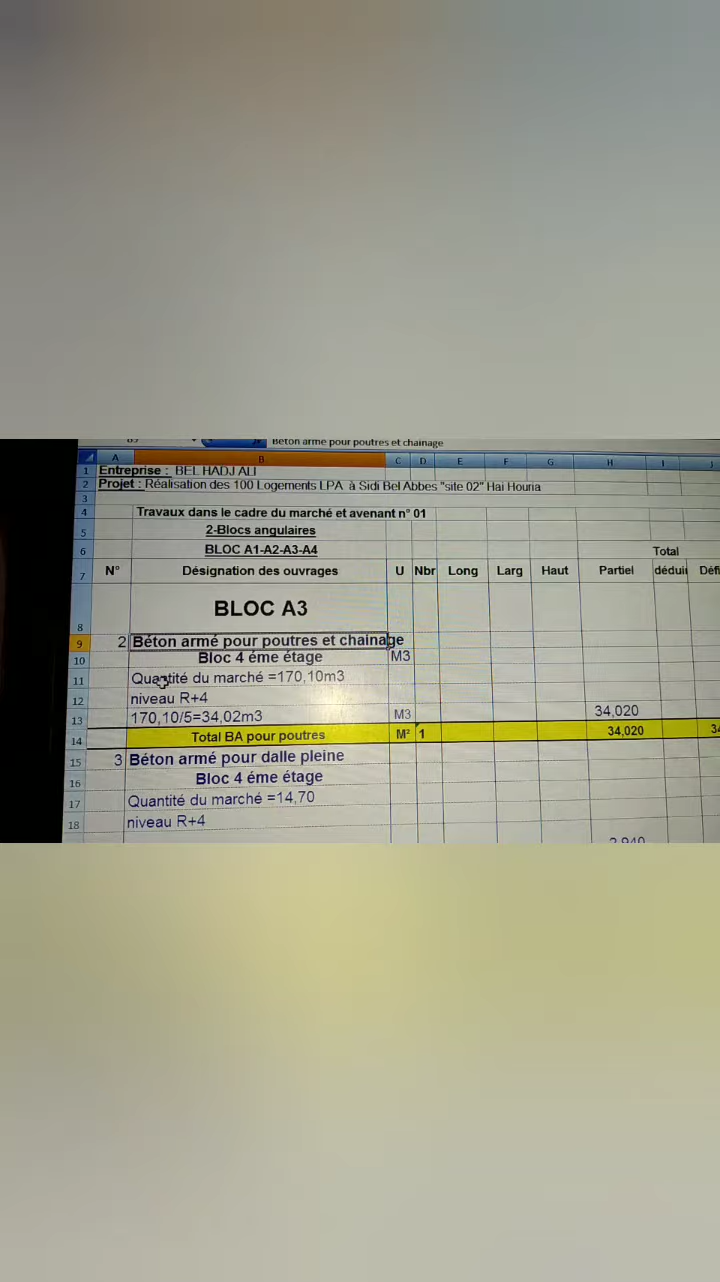 Béton armé pour poutres et chainage
A B C D E F G H I J
1 Entreprise : BEL HADJ ALI
2 Projet : Réalisation des 100 Logements LPA à Sidi Bel Abbes "site 02" Hai Houria
3
4 Travaux dans le cadre du marché et avenant n° 01
5 2-Blocs angulaires
6 BLOC A1-A2-A3-A4 Total
7 N° Désignation des ouvrages U Nbr Long Larg Haut Partiel déduit Défi
8 BLOC A3
9 2 Béton armé pour poutres et chainage
10 Bloc 4 éme étage M3
11 Quantité du marché =170,10m3
12 niveau R+4
13 170,10/5=34,02m3 M3 34,020
14 Total BA pour poutres M² 1 34,020 34
15 3 Béton armé pour dalle pleine
16 Bloc 4 éme étage
17 Quantité du marché =14,70
18 niveau R+4
2,940